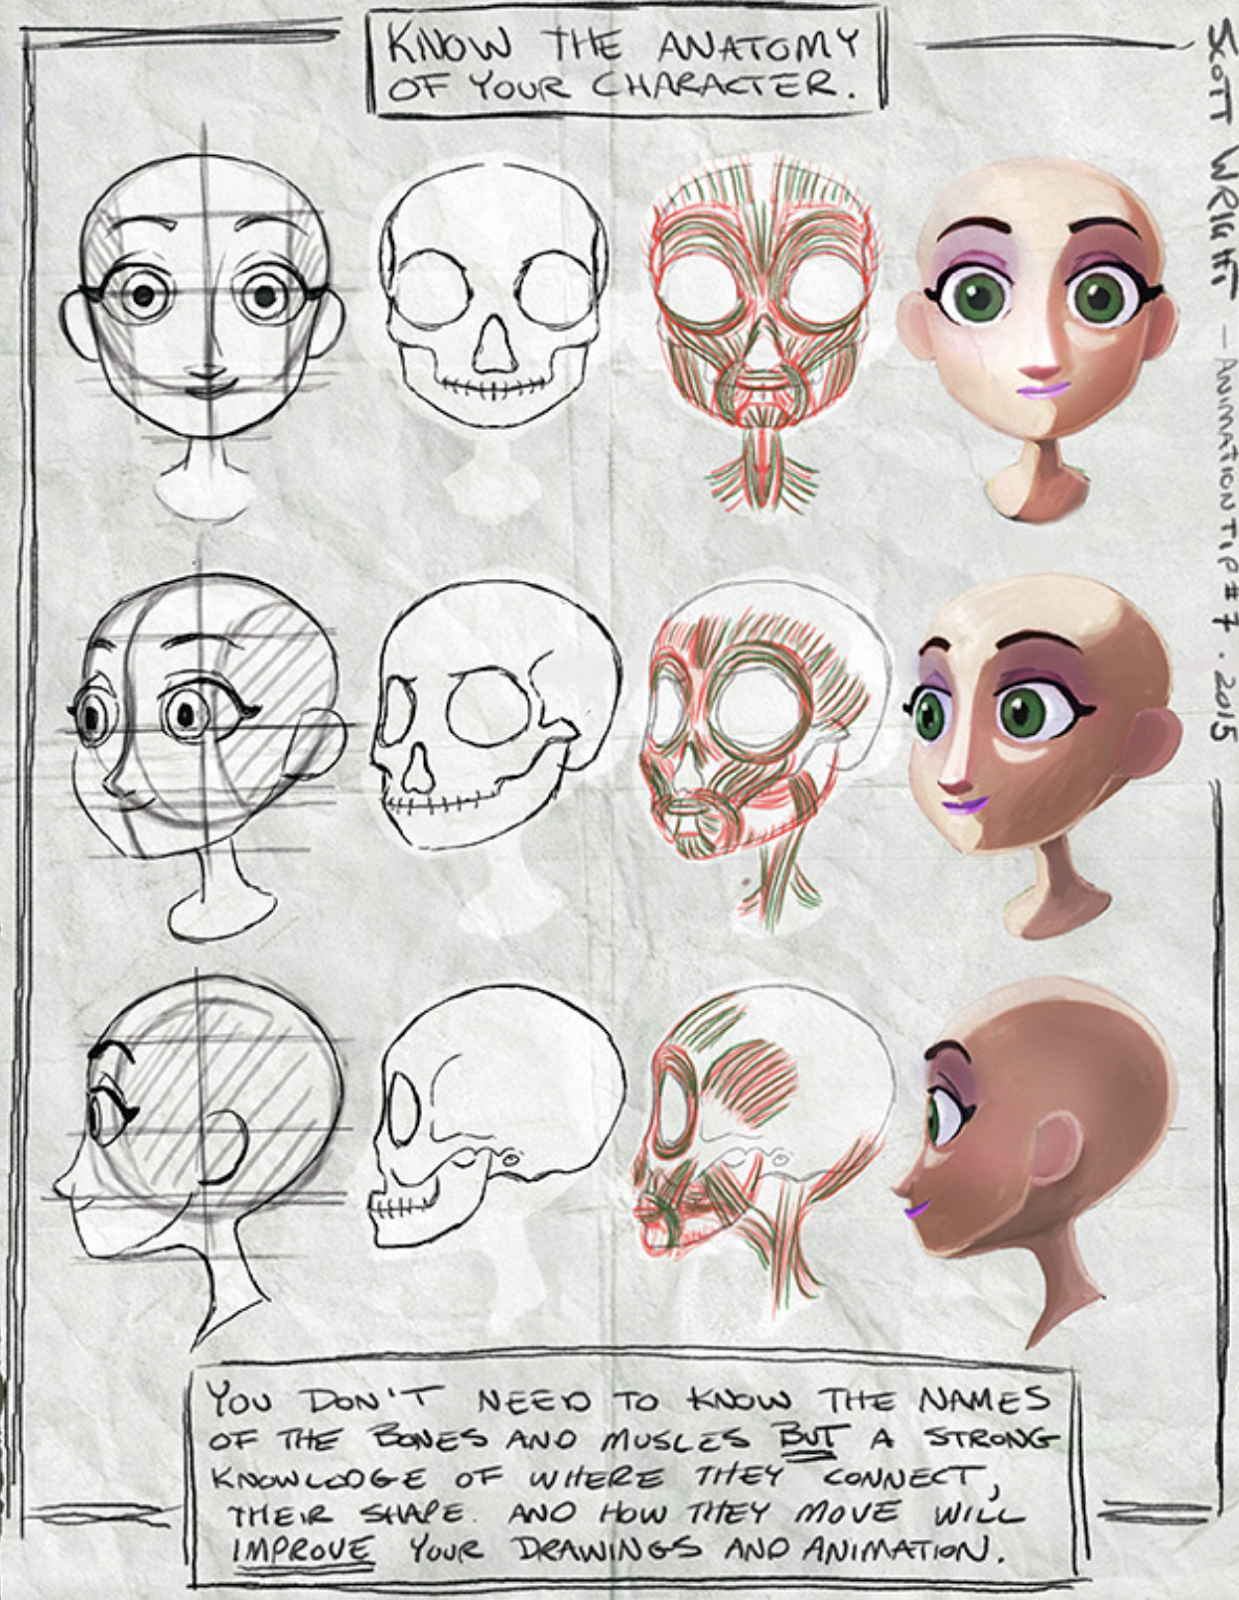 KNOW THE ANATOMY
OF YOUR CHARACTER.
SCOTT WRIGHT - ANIMATION TIP #7. 2015
YOU DON'T NEED TO KNOW THE NAMES
OF THE BONES AND MUSLES BUT A STRONG
KNOWLEDGE OF WHERE THEY CONNECT,
THEIR SHAPE. AND HOW THEY MOVE WILL
IMPROVE YOUR DRAWINGS AND ANIMATION.